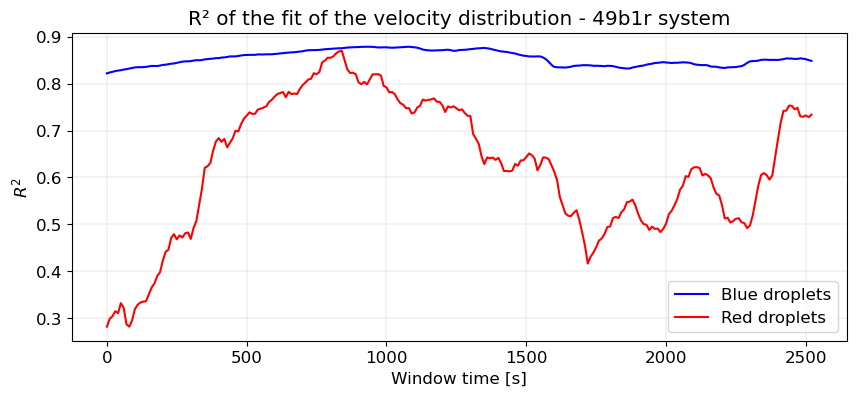 R² of the fit of the velocity distribution - 49b1r system
0.9
0.8
0.7
0.6
0.5
0.4
0.3
R²
0 500 1000 1500 2000 2500
Window time [s]
Blue droplets
Red droplets